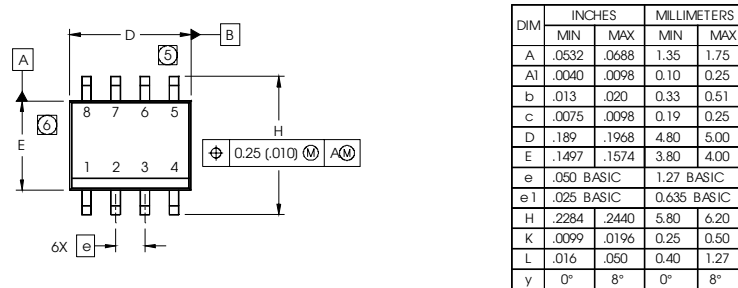 D
B
5
A
8 7 6 5
6
E
H
0.25 (.010) Ⓜ AⓂ
1 2 3 4
6X e
DIM INCHES MILLIMETERS
MIN MAX MIN MAX
A .0532 .0688 1.35 1.75
A1 .0040 .0098 0.10 0.25
b .013 .020 0.33 0.51
c .0075 .0098 0.19 0.25
D .189 .1968 4.80 5.00
E .1497 .1574 3.80 4.00
e .050 BASIC 1.27 BASIC
e1 .025 BASIC 0.635 BASIC
H .2284 .2440 5.80 6.20
K .0099 .0196 0.25 0.50
L .016 .050 0.40 1.27
y 0° 8° 0° 8°